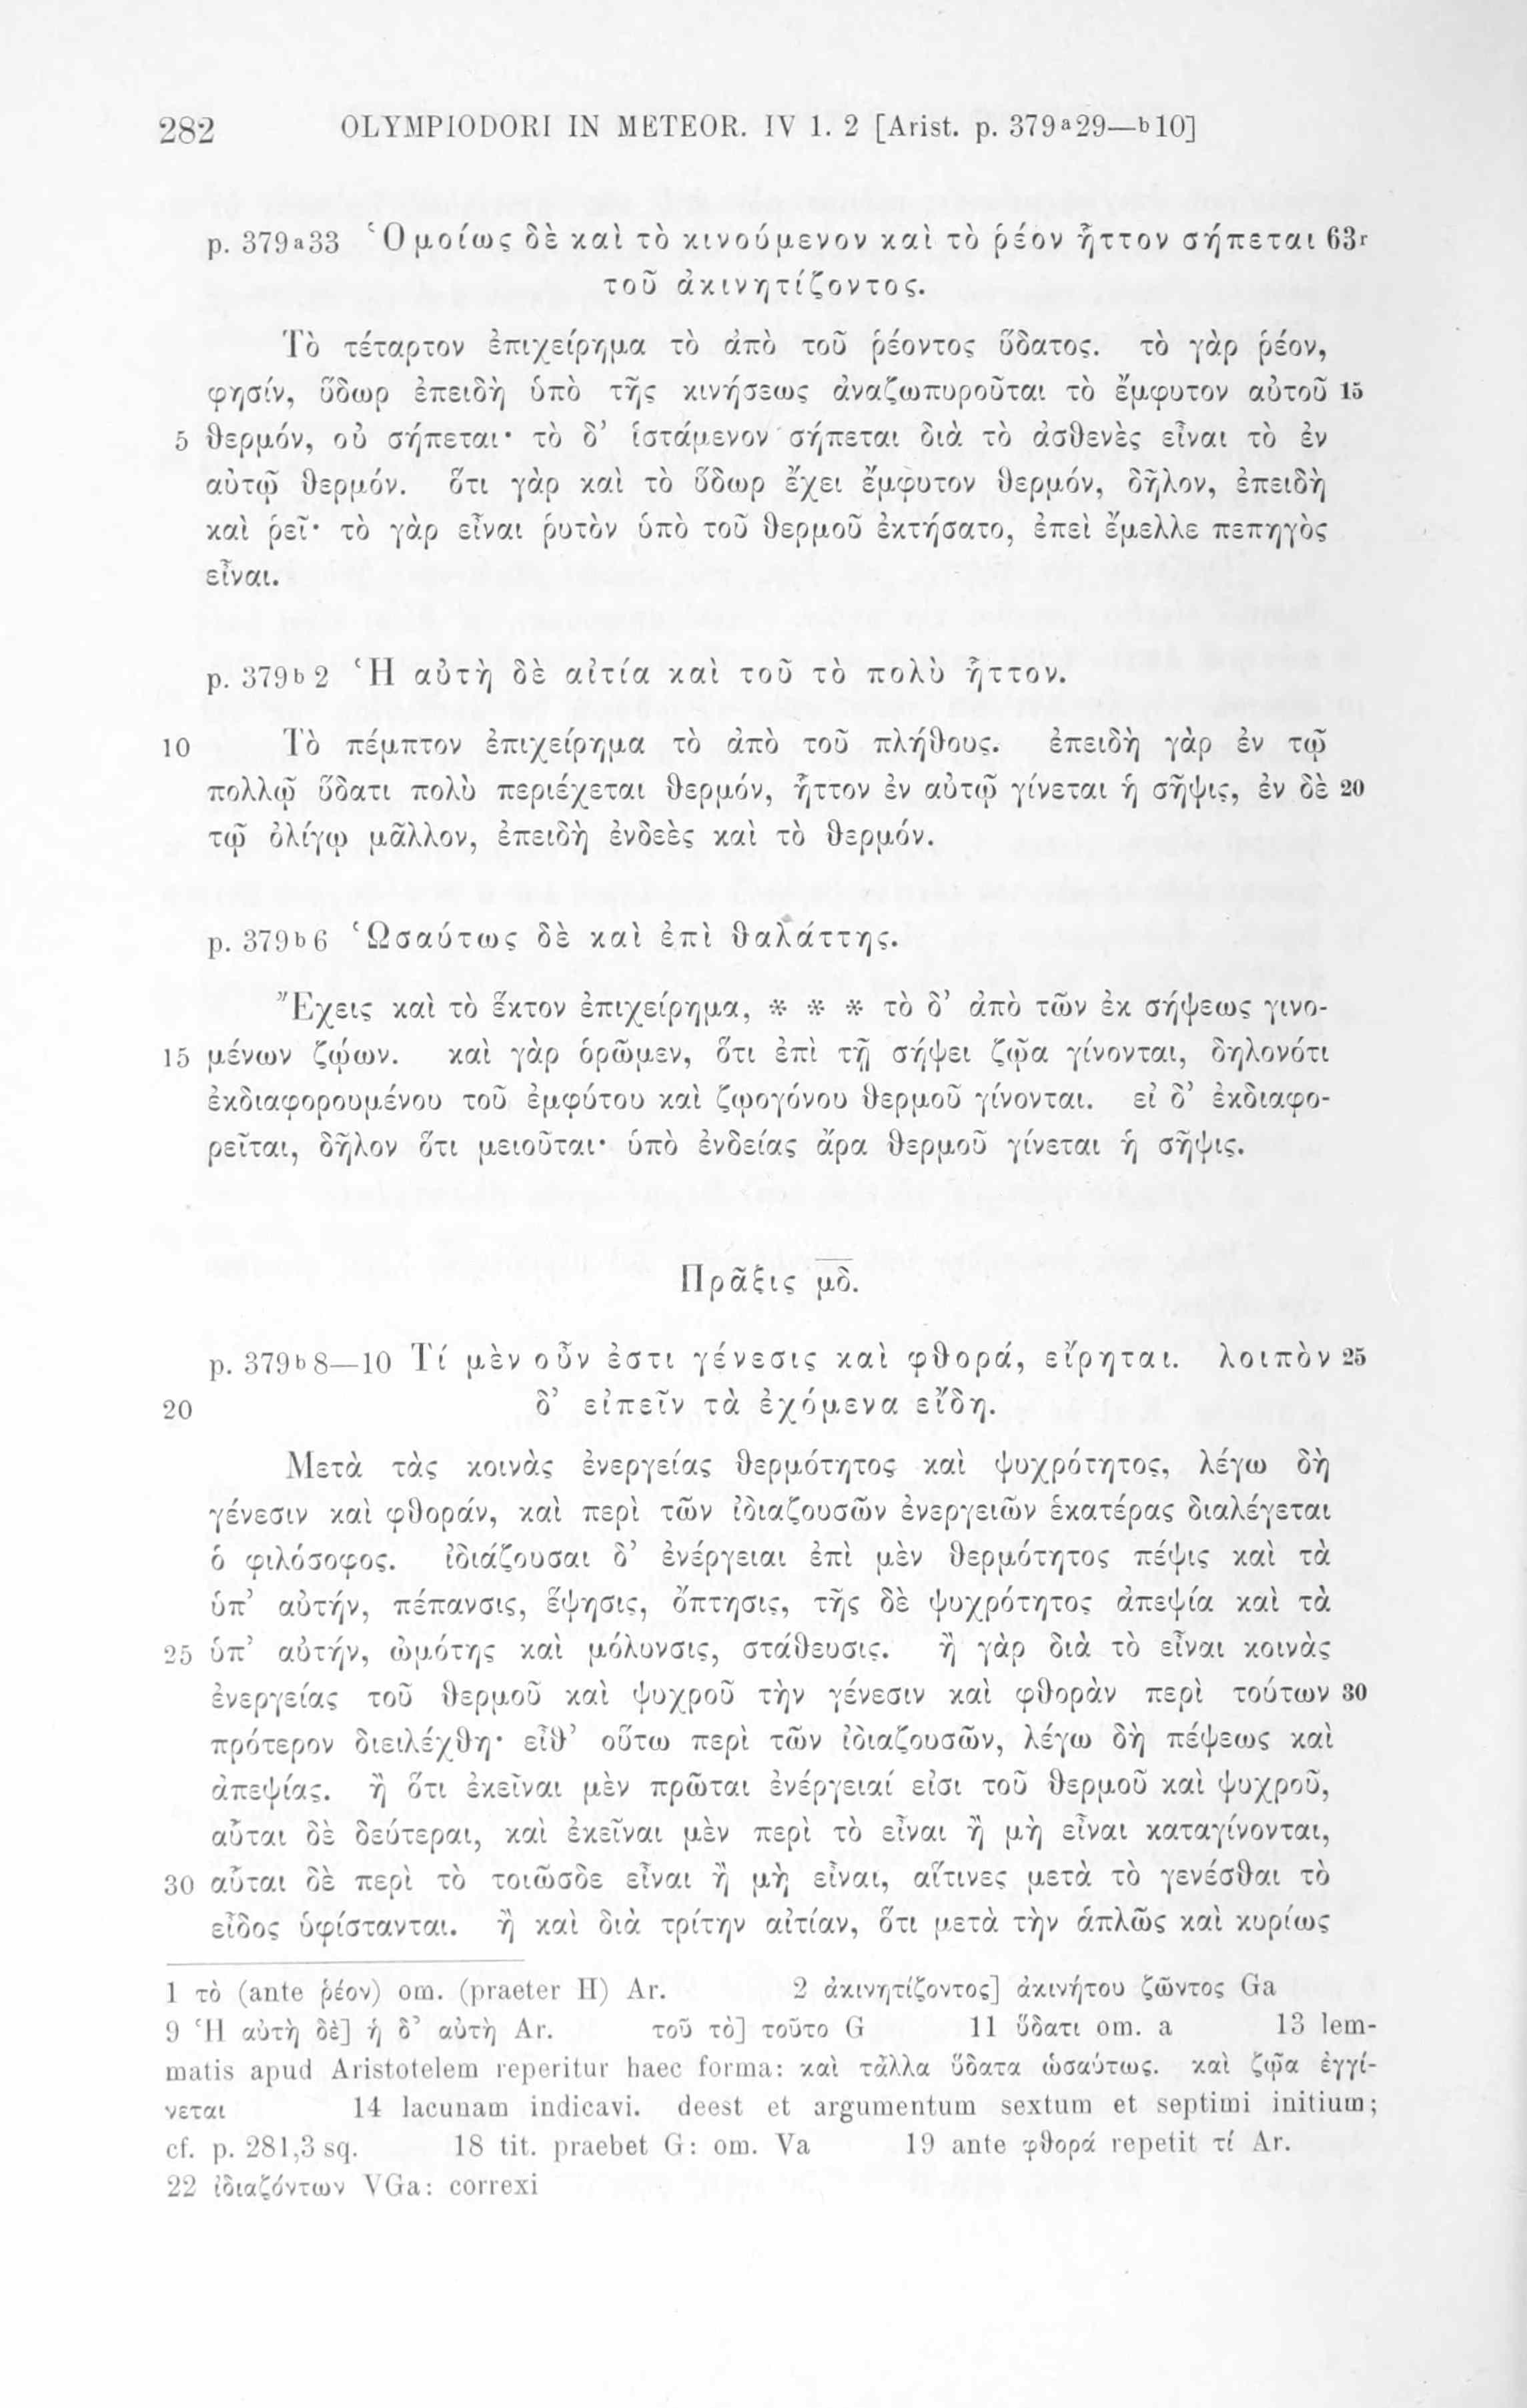 282 OLYMPIODORI IN METEOR. IV 1. 2 [Arist. p. 379ᵃ29—ᵇ10]
p. 379ᵃ33 Ὁμοίως δὲ καὶ τὸ κινούμενον καὶ τὸ ῥέον ἧττον σήπεται 63ʳ
τοῦ ἀκινητίζοντος.
Τὸ τέταρτον ἐπιχείρημα τὸ ἀπὸ τοῦ ῥέοντος ὕδατος. τὸ γὰρ ῥέον,
φησίν, ὕδωρ ἐπειδὴ ὑπὸ τῆς κινήσεως ἀναζωπυροῦται τὸ ἔμφυτον αὐτοῦ 15
5 θερμόν, οὐ σήπεται· τὸ δ’ ἱστάμενον σήπεται διὰ τὸ ἀσθενὲς εἶναι τὸ ἐν
αὐτῷ θερμόν. ὅτι γὰρ καὶ τὸ ὕδωρ ἔχει ἔμφυτον θερμόν, δῆλον, ἐπειδὴ
καὶ ῥεῖ· τὸ γὰρ εἶναι ῥυτὸν ὑπὸ τοῦ θερμοῦ ἐκτήσατο, ἐπεὶ ἔμελλε πεπηγὸς
εἶναι.
p. 379ᵇ2 Ἡ αὐτὴ δὲ αἰτία καὶ τοῦ τὸ πολὺ ἧττον.
10 Τὸ πέμπτον ἐπιχείρημα τὸ ἀπὸ τοῦ πλήθους. ἐπειδὴ γὰρ ἐν τῷ
πολλῷ ὕδατι πολὺ περιέχεται θερμόν, ἧττον ἐν αὐτῷ γίνεται ἡ σῆψις, ἐν δὲ 20
τῷ ὀλίγῳ μᾶλλον, ἐπειδὴ ἐνδεὲς καὶ τὸ θερμόν.
p. 379ᵇ6 Ὡσαύτως δὲ καὶ ἐπὶ θαλάττης.
Ἔχεις καὶ τὸ ἕκτον ἐπιχείρημα, * * * τὸ δ’ ἀπὸ τῶν ἐκ σήψεως γινο-
15 μένων ζῴων. καὶ γὰρ ὁρῶμεν, ὅτι ἐπὶ τῇ σήψει ζῷα γίνονται, δηλονότι
ἐκδιαφορουμένου τοῦ ἐμφύτου καὶ ζῳογόνου θερμοῦ γίνονται. εἰ δ’ ἐκδιαφο-
ρεῖται, δῆλον ὅτι μειοῦται· ὑπὸ ἐνδείας ἄρα θερμοῦ γίνεται ἡ σῆψις.
Πρᾶξις μ̅δ̅.
p. 379ᵇ8—10 Τί μὲν οὖν ἐστι γένεσις καὶ φθορά, εἴρηται. λοιπὸν 25
20 δ’ εἰπεῖν τὰ ἐχόμενα εἴδη.
Μετὰ τὰς κοινὰς ἐνεργείας θερμότητος καὶ ψυχρότητος, λέγω δὴ
γένεσιν καὶ φθοράν, καὶ περὶ τῶν ἰδιαζουσῶν ἐνεργειῶν ἑκατέρας διαλέγεται
ὁ φιλόσοφος. ἰδιάζουσαι δ’ ἐνέργειαι ἐπὶ μὲν θερμότητος πέψις καὶ τὰ
ὑπ’ αὐτήν, πέπανσις, ἕψησις, ὄπτησις, τῆς δὲ ψυχρότητος ἀπεψία καὶ τὰ
25 ὑπ’ αὐτήν, ὠμότης καὶ μόλυνσις, στάθευσις. ἢ γὰρ διὰ τὸ εἶναι κοινὰς
ἐνεργείας τοῦ θερμοῦ καὶ ψυχροῦ τὴν γένεσιν καὶ φθορὰν περὶ τούτων 30
πρότερον διειλέχθη· εἶθ’ οὕτω περὶ τῶν ἰδιαζουσῶν, λέγω δὴ πέψεως καὶ
ἀπεψίας. ἢ ὅτι ἐκεῖναι μὲν πρῶται ἐνέργειαί εἰσι τοῦ θερμοῦ καὶ ψυχροῦ,
αὗται δὲ δεύτεραι, καὶ ἐκεῖναι μὲν περὶ τὸ εἶναι ἢ μὴ εἶναι καταγίνονται,
30 αὗται δὲ περὶ τὸ τοιῶσδε εἶναι ἢ μὴ εἶναι, αἵτινες μετὰ τὸ γενέσθαι τὸ
εἶδος ὑφίστανται. ἢ καὶ διὰ τρίτην αἰτίαν, ὅτι μετὰ τὴν ἁπλῶς καὶ κυρίως
1 τὸ (ante ῥέον) om. (praeter H) Ar. 2 ἀκινητίζοντος] ἀκινήτου ζῶντος Ga
9 Ἡ αὐτὴ δὲ] ἡ δ’ αὐτὴ Ar. τοῦ τὸ] τοῦτο G 11 ὕδατι om. a 13 lem-
matis apud Aristotelem reperitur haec forma: καὶ τἆλλα ὕδατα ὡσαύτως. καὶ ζῷα ἐγγί-
νεται 14 lacunam indicavi. deest et argumentum sextum et septimi initium;
cf. p. 281,3 sq. 18 tit. praebet G: om. Va 19 ante φθορά repetit τί Ar.
22 ἰδιαζόντων VGa: correxi